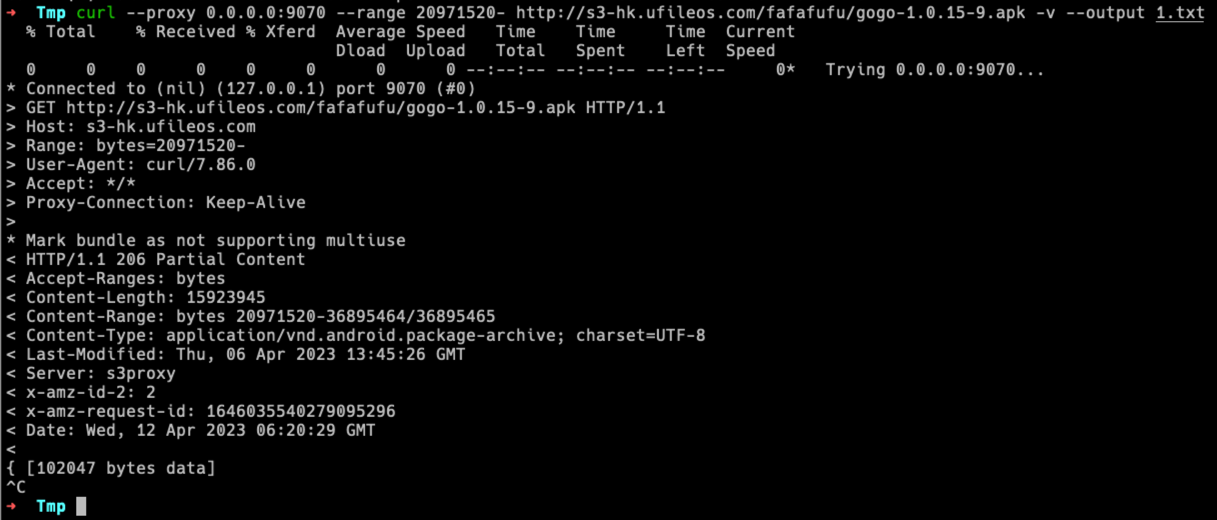 → Tmp curl --proxy 0.0.0.0:9070 --range 20971520- http://s3-hk.ufileos.com/fafafufu/gogo-1.0.15-9.apk -v --output 1.txt
% Total % Received % Xferd Average Speed Time Time Time Current
Dload Upload Total Spent Left Speed
0 0 0 0 0 0 0 0 --:--:-- --:--:-- --:--:-- 0* Trying 0.0.0.0:9070...
* Connected to (nil) (127.0.0.1) port 9070 (#0)
> GET http://s3-hk.ufileos.com/fafafufu/gogo-1.0.15-9.apk HTTP/1.1
> Host: s3-hk.ufileos.com
> Range: bytes=20971520-
> User-Agent: curl/7.86.0
> Accept: */*
> Proxy-Connection: Keep-Alive
>
* Mark bundle as not supporting multiuse
< HTTP/1.1 206 Partial Content
< Accept-Ranges: bytes
< Content-Length: 15923945
< Content-Range: bytes 20971520-36895464/36895465
< Content-Type: application/vnd.android.package-archive; charset=UTF-8
< Last-Modified: Thu, 06 Apr 2023 13:45:26 GMT
< Server: s3proxy
< x-amz-id-2: 2
< x-amz-request-id: 1646035540279095296
< Date: Wed, 12 Apr 2023 06:20:29 GMT
<
{ [102047 bytes data]
^C
→ Tmp